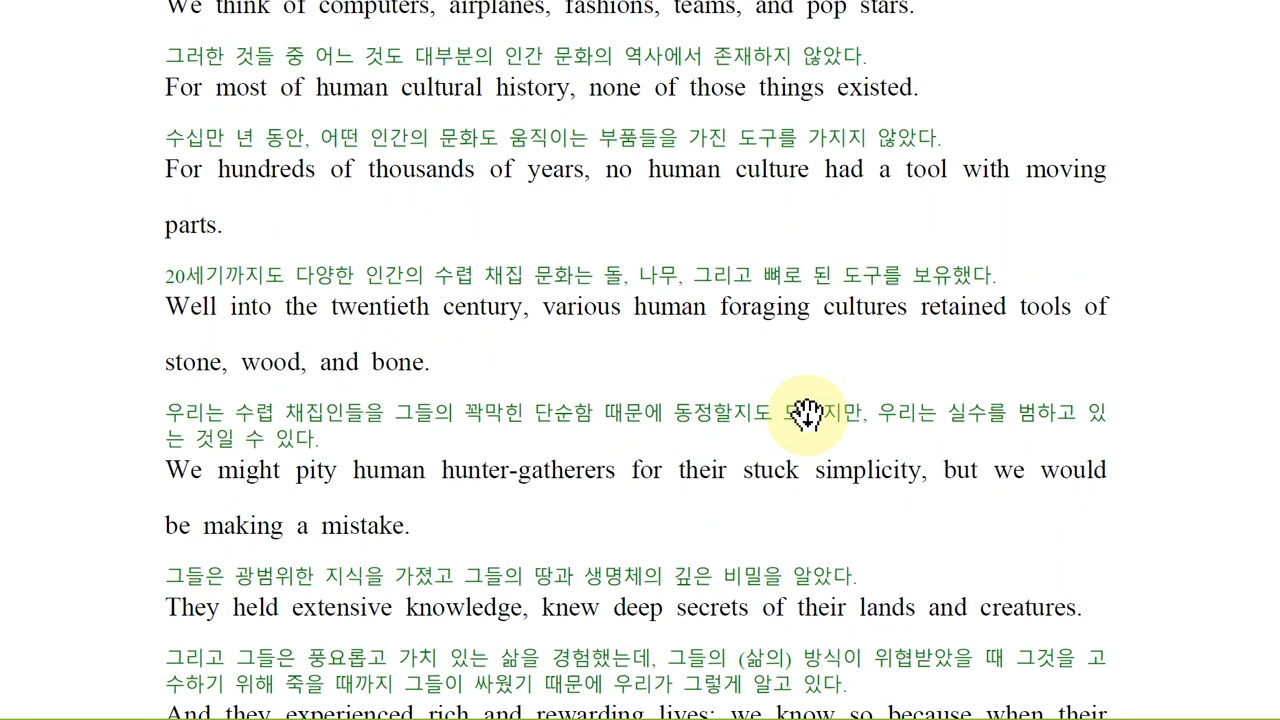 We think of computers, airplanes, fashions, teams, and pop stars.
그러한 것들 중 어느 것도 대부분의 인간 문화의 역사에서 존재하지 않았다.
For most of human cultural history, none of those things existed.
수십만 년 동안, 어떤 인간의 문화도 움직이는 부품들을 가진 도구를 가지지 않았다.
For hundreds of thousands of years, no human culture had a tool with moving
parts.
20세기까지도 다양한 인간의 수렵 채집 문화는 돌, 나무, 그리고 뼈로 된 도구를 보유했다.
Well into the twentieth century, various human foraging cultures retained tools of
stone, wood, and bone.
우리는 수렵 채집인들을 그들의 꽉막힌 단순함 때문에 동정할지도 우리는 실수를 범하고 있
는 것일 수 있다.
We might pity human hunter-gatherers for their stuck simplicity, but we would
be making a mistake.
그들은 광범위한 지식을 가졌고 그들의 땅과 생명체의 깊은 비밀을 알았다.
They held extensive knowledge, knew deep secrets of their lands and creatures.
그리고 그들은 풍요롭고 가치 있는 삶을 경험했는데, 그들의 (삶의) 방식이 위협받았을 때 그것을 고
수하기 위해 죽을 때까지 그들이 싸웠기 때문에 우리가 그렇게 알고 있다.
And they experienced rich and rewarding lives; we know so because when their